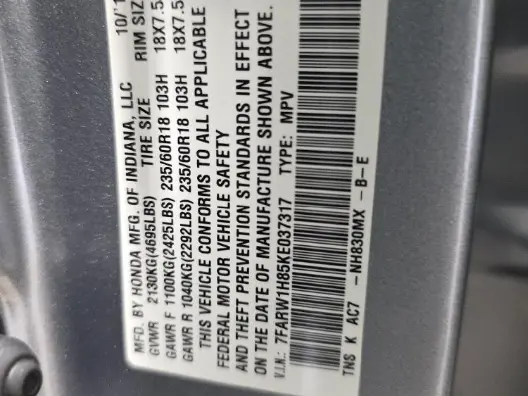 MFD. BY HONDA MFG. OF INDIANA, LLC 10/1
GVWR 2130KG(4695LBS) TIRE SIZE RIM SIZ
GAWR F 1100KG(2425LBS) 235/60R18 103H 18X7.5
GAWR R 1040KG(2292LBS) 235/60R18 103H 18X7.5
THIS VEHICLE CONFORMS TO ALL APPLICABLE
FEDERAL MOTOR VEHICLE SAFETY
AND THEFT PREVENTION STANDARDS IN EFFECT
ON THE DATE OF MANUFACTURE SHOWN ABOVE.
V.I.N.: 7FARW1H85KE037317 TYPE: MPV
TNS K AC7 -NH830MX -B-E